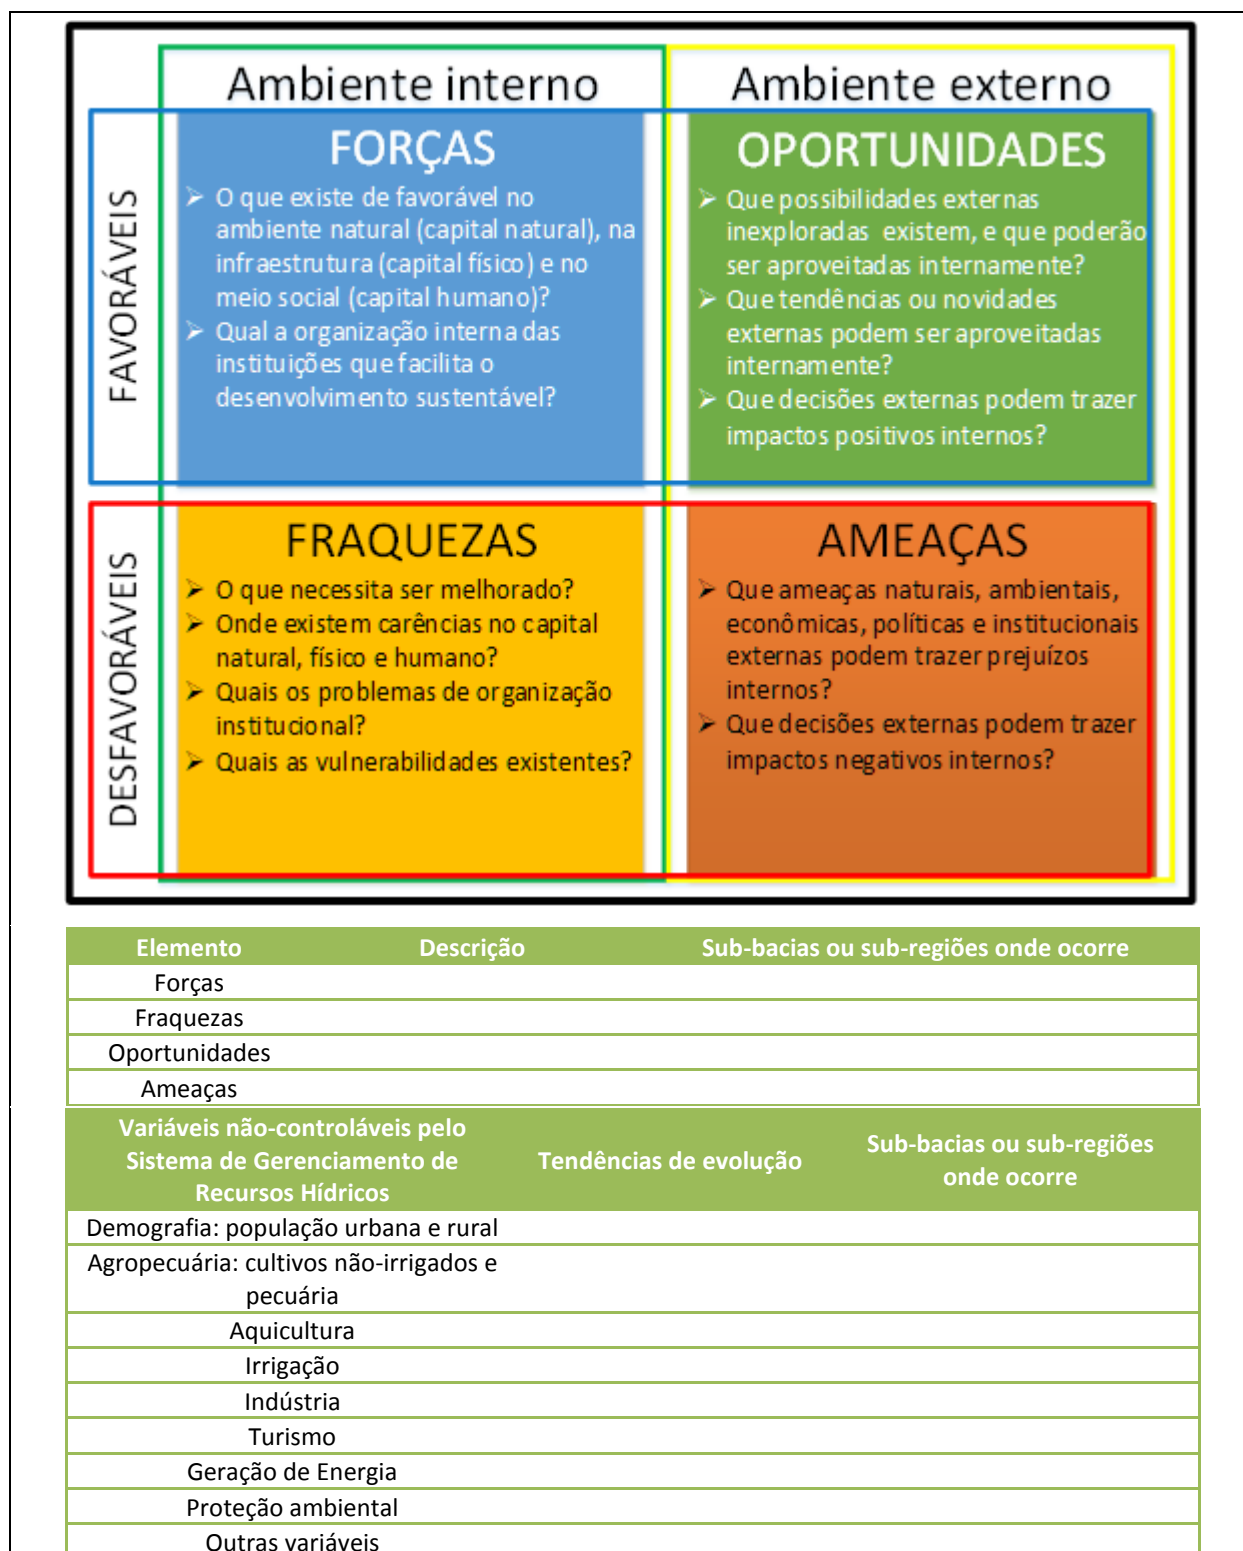 Ambiente interno
Ambiente externo
FAVORÁVEIS
FORÇAS
➢ O que existe de favorável no
ambiente natural (capital natural), na
infraestrutura (capital físico) e no
meio social (capital humano)?
➢ Qual a organização interna das
instituições que facilita o
desenvolvimento sustentável?
OPORTUNIDADES
➢ Que possibilidades externas
inexploradas existem, e que poderão
ser aproveitadas internamente?
➢ Que tendências ou novidades
externas podem ser aproveitadas
internamente?
➢ Que decisões externas podem trazer
impactos positivos internos?
DESFAVORÁVEIS
FRAQUEZAS
➢ O que necessita ser melhorado?
➢ Onde existem carências no capital
natural, físico e humano?
➢ Quais os problemas de organização
institucional?
➢ Quais as vulnerabilidades existentes?
AMEAÇAS
➢ Que ameaças naturais, ambientais,
econômicas, políticas e institucionais
externas podem trazer prejuízos
internos?
➢ Que decisões externas podem trazer
impactos negativos internos?
Elemento Descrição Sub-bacias ou sub-regiões onde ocorre
Forças
Fraquezas
Oportunidades
Ameaças
Variáveis não-controláveis pelo
Sistema de Gerenciamento de
Recursos Hídricos
Tendências de evolução
Sub-bacias ou sub-regiões
onde ocorre
Demografia: população urbana e rural
Agropecuária: cultivos não-irrigados e
pecuária
Aquicultura
Irrigação
Indústria
Turismo
Geração de Energia
Proteção ambiental
Outras variáveis